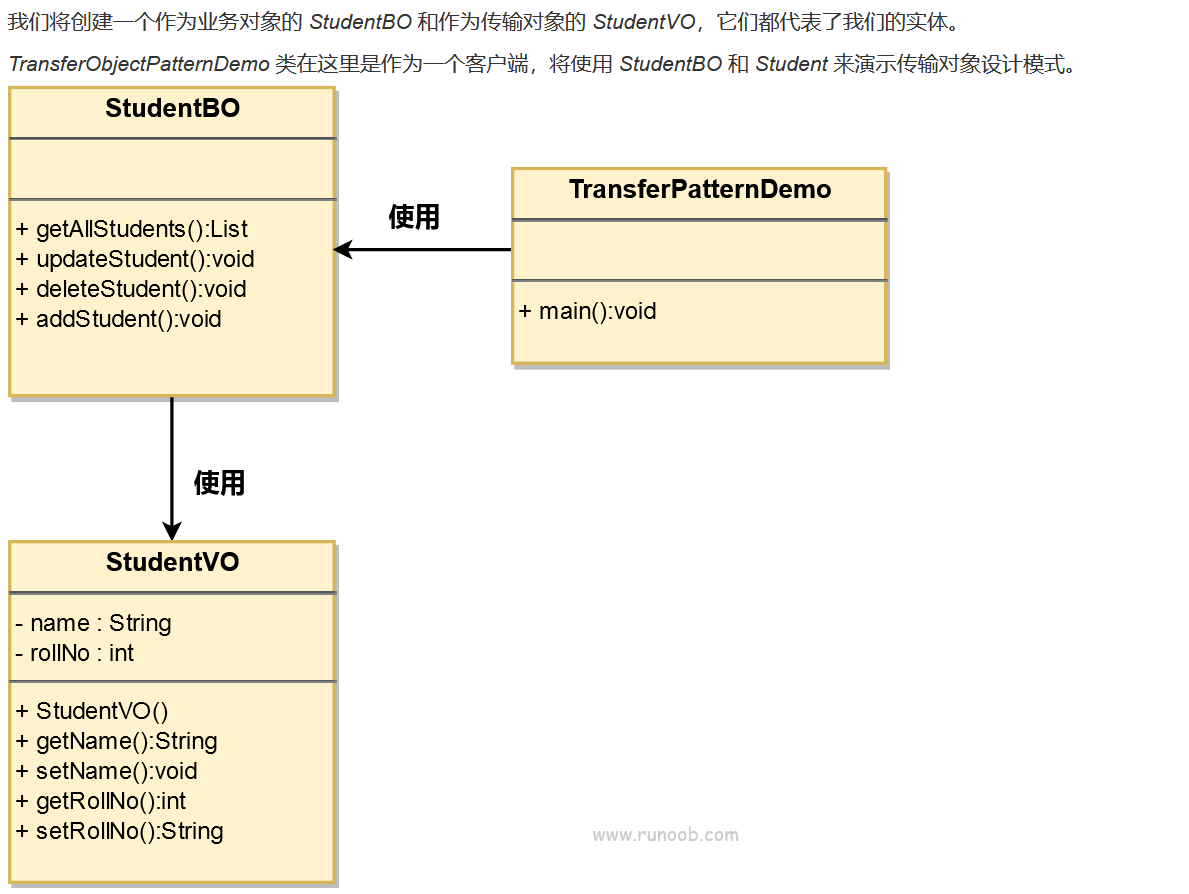 我们将创建一个作为业务对象的 StudentBO 和作为传输对象的 StudentVO，它们都代表了我们的实体。
TransferObjectPatternDemo 类在这里是作为一个客户端，将使用 StudentBO 和 Student 来演示传输对象设计模式。
StudentBO
+ getAllStudents():List
+ updateStudent():void
+ deleteStudent():void
+ addStudent():void
使用
TransferPatternDemo
+ main():void
使用
StudentVO
- name : String
- rollNo : int
+ StudentVO()
+ getName():String
+ setName():void
+ getRollNo():int
+ setRollNo():String
www.runoob.com